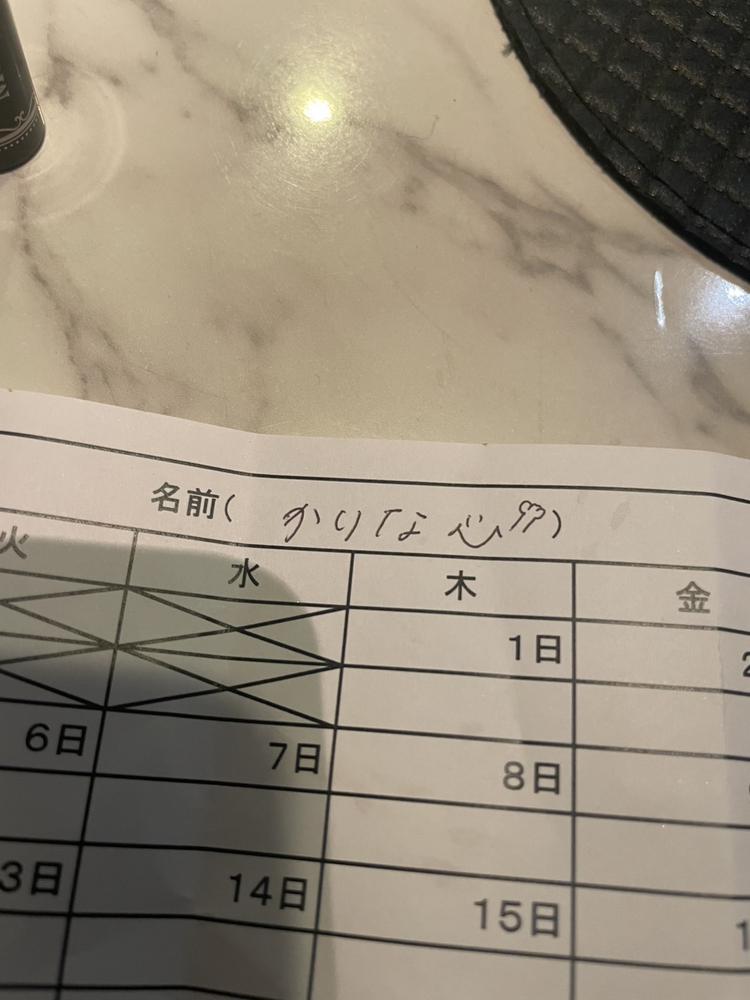 名前( かりな心)
火 水 木 金
1日
6日 7日 8日
3日 14日 15日